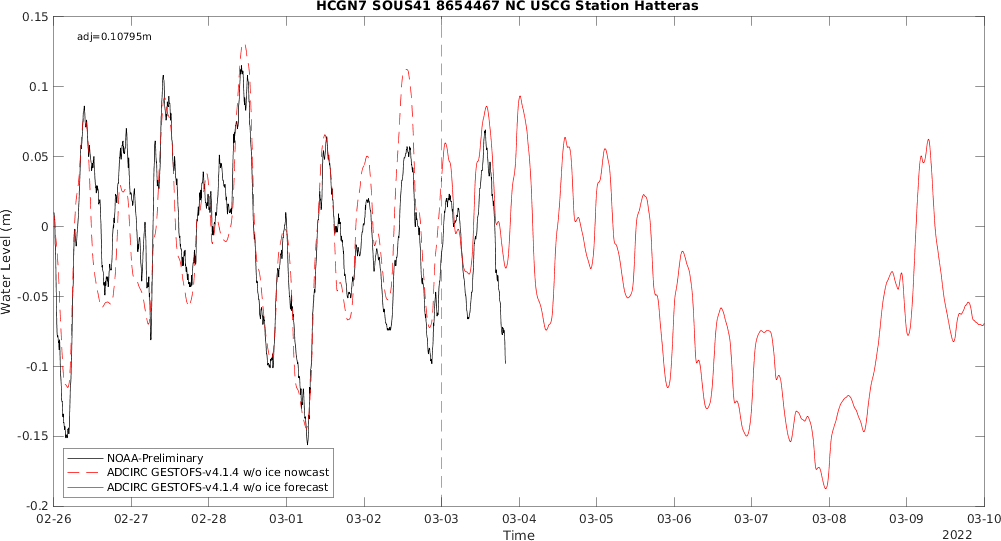 HCGN7 SOUS41 8654467 NC USCG Station Hatteras
adj=0.10795m
0.15
0.1
0.05
0
-0.05
-0.1
-0.15
-0.2
Water Level (m)
NOAA-Preliminary
ADCIRC GESTOFS-v4.1.4 w/o ice nowcast
ADCIRC GESTOFS-v4.1.4 w/o ice forecast
02-26 02-27 02-28 03-01 03-02 03-03 03-04 03-05 03-06 03-07 03-08 03-09 03-10
Time
2022